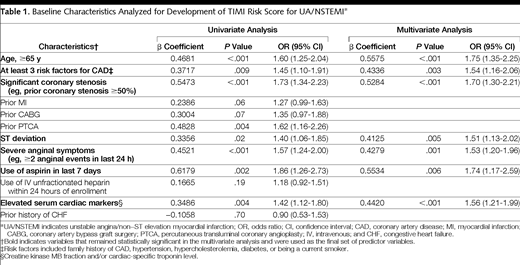 Table 1. Baseline Characteristics Analyzed for Development of TIMI Risk Score for UA/NSTEMI*
Univariate Analysis Multivariate Analysis
Characteristics† β Coefficient P Value OR (95% CI) β Coefficient P Value OR (95% CI)
Age, ≥65 y 0.4681 <.001 1.60 (1.25-2.04) 0.5575 <.001 1.75 (1.35-2.25)
At least 3 risk factors for CAD‡ 0.3717 .009 1.45 (1.10-1.91) 0.4336 .003 1.54 (1.16-2.06)
Significant coronary stenosis 0.5473 <.001 1.73 (1.34-2.23) 0.5284 <.001 1.70 (1.30-2.21)
(eg, prior coronary stenosis ≥50%)
Prior MI 0.2386 .06 1.27 (0.99-1.63)
Prior CABG 0.3004 .07 1.35 (0.97-1.88)
Prior PTCA 0.4828 .004 1.62 (1.16-2.26)
ST deviation 0.3356 .02 1.40 (1.06-1.85) 0.4125 .005 1.51 (1.13-2.02)
Severe anginal symptoms 0.4521 <.001 1.57 (1.24-2.00) 0.4279 .001 1.53 (1.20-1.96)
(eg, ≥2 anginal events in last 24 h)
Use of aspirin in last 7 days 0.6179 .002 1.86 (1.26-2.73) 0.5534 .006 1.74 (1.17-2.59)
Use of IV unfractionated heparin 0.1665 .19 1.18 (0.92-1.51)
within 24 hours of enrollment
Elevated serum cardiac markers§ 0.3488 .004 1.42 (1.12-1.80) 0.4420 <.001 1.56 (1.21-1.99)
Prior history of CHF −0.1058 .70 0.90 (0.53-1.53)
*UA/NSTEMI indicates unstable angina/non–ST elevation myocardial infarction; OR, odds ratio; CI, confidence interval; CAD, coronary artery disease; MI, myocardial infarction;
CABG, coronary artery bypass graft surgery; PTCA, percutaneous transluminal coronary angioplasty; IV, intravenous; and CHF, congestive heart failure.
†Bold indicates variables that remained statistically significant in the multivariate analysis and were used as the final set of predictor variables.
‡Risk factors included family history of CAD, hypertension, hypercholesterolemia, diabetes, or being a current smoker.
§Creatine kinase MB fraction and/or cardiac-specific troponin level.